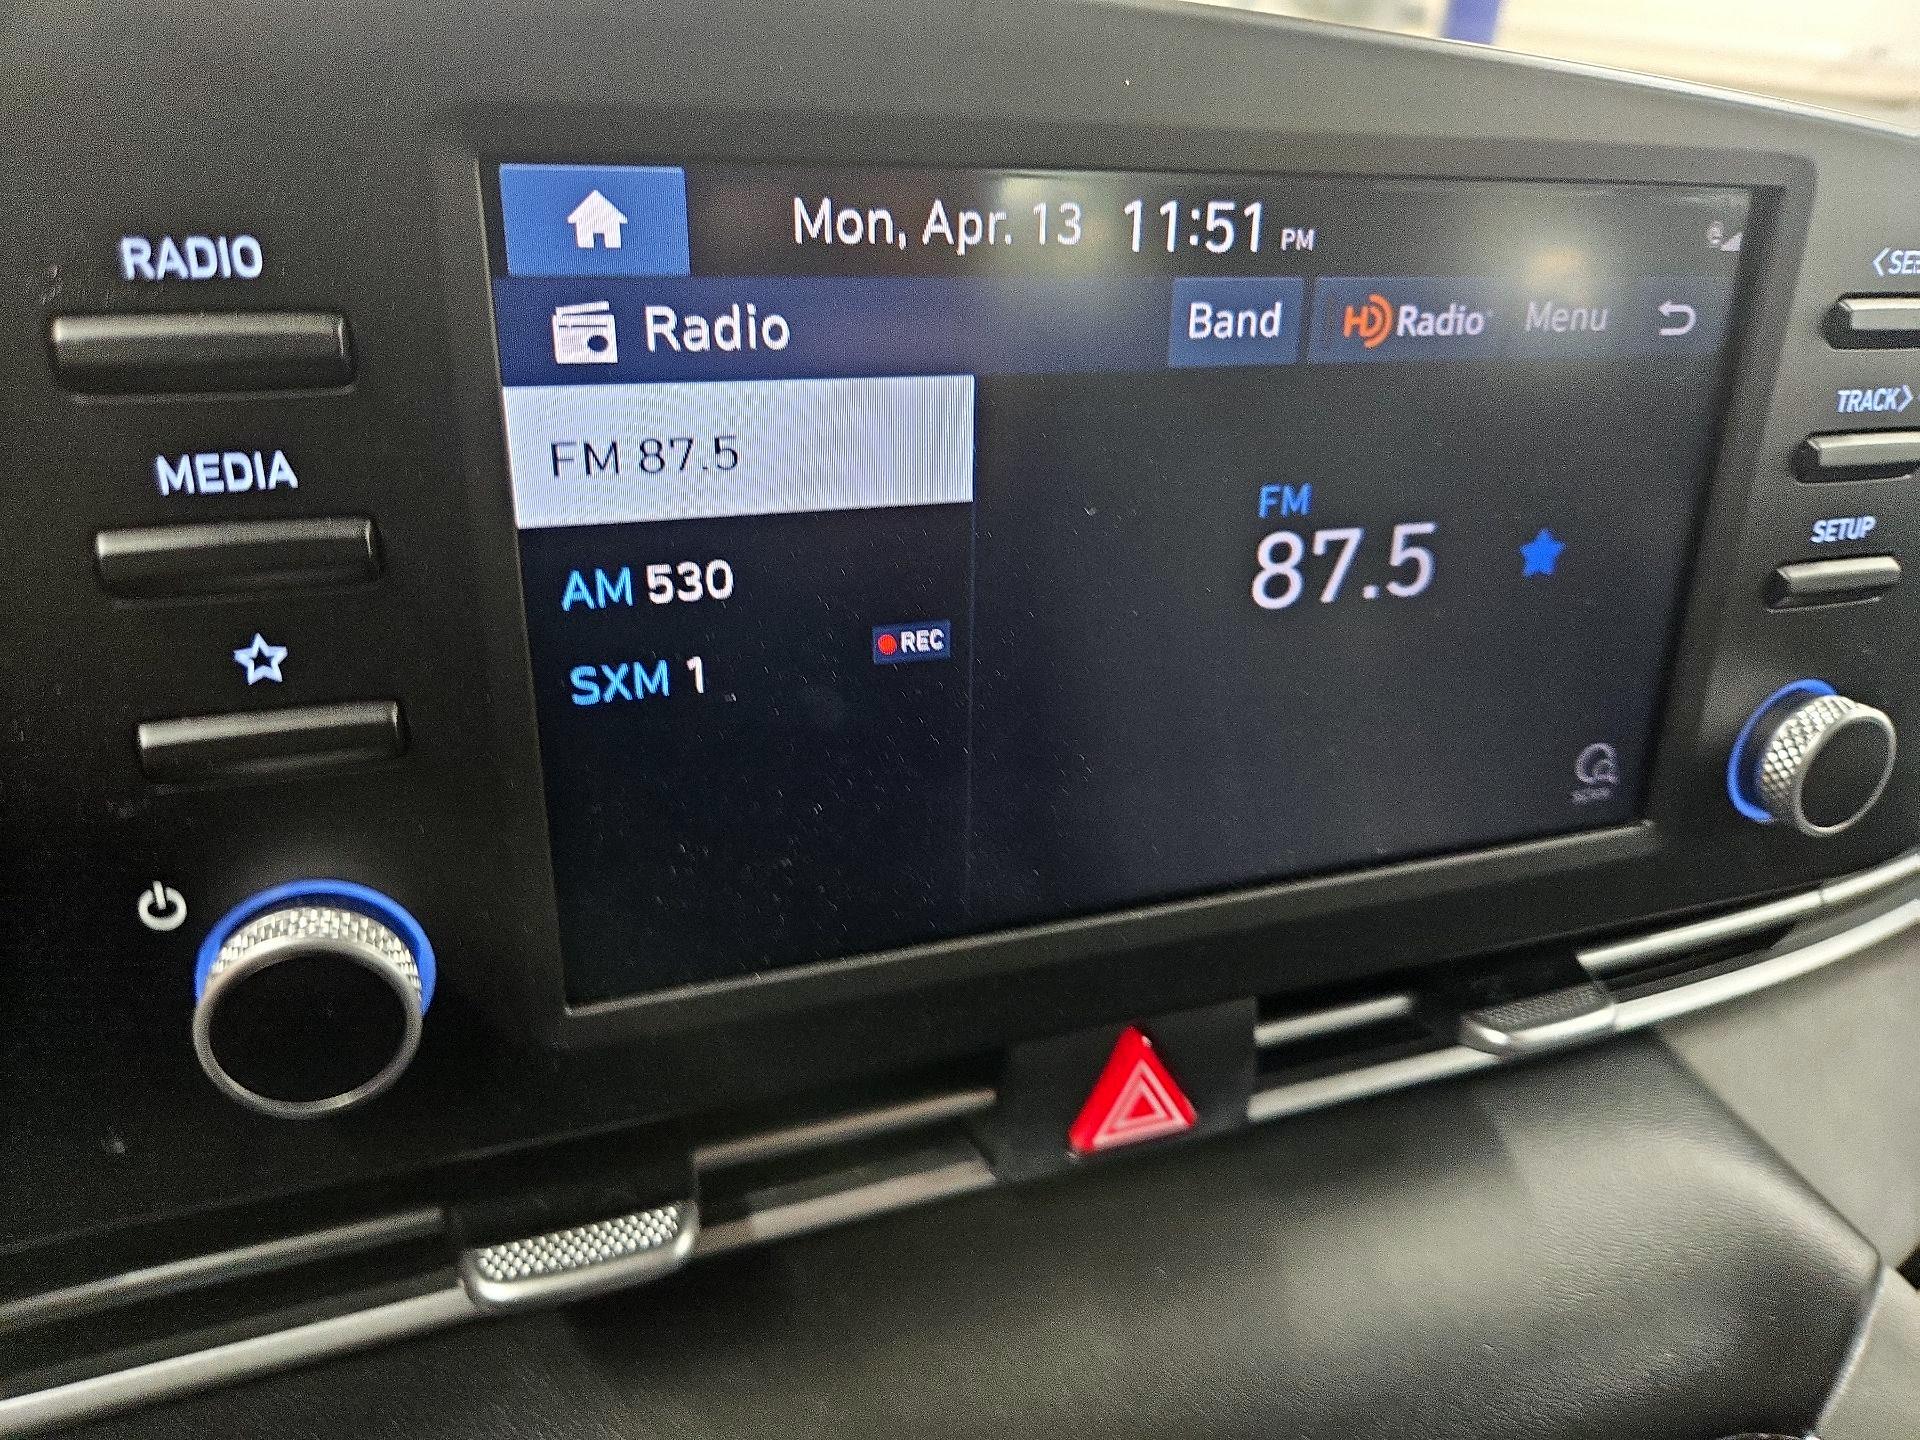 Mon, Apr. 13 11:51 PM
RADIO
Radio
Band
HD Radio
Menu
MEDIA
FM 87.5
AM 530
SXM 1
REC
FM
87.5
TRACK
SETUP